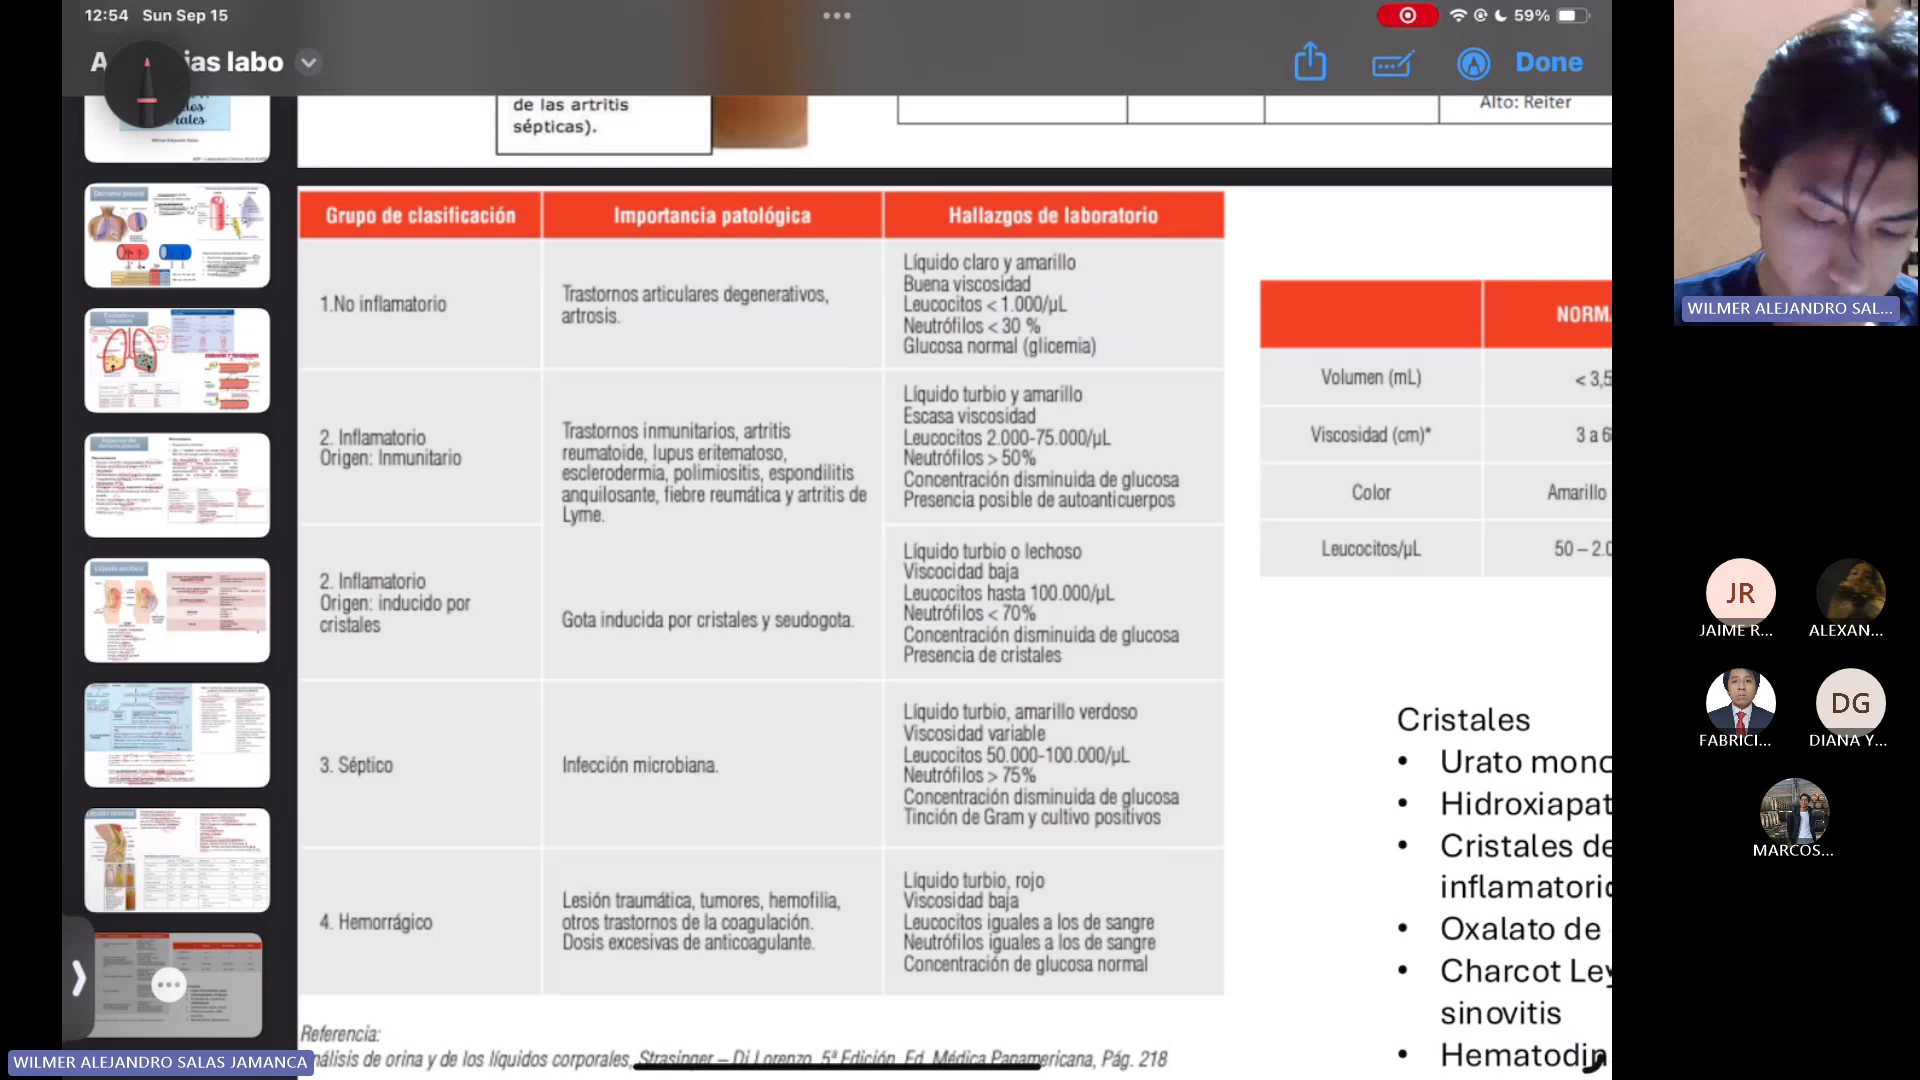 12:54 Sun Sep 15
59%
ias labo
Done
de las artritis
sépticas).
Alto: Reiter
Grupo de clasificación
Importancia patológica
Hallazgos de laboratorio
1.No inflamatorio
Trastornos articulares degenerativos,
artrosis.
Líquido claro y amarillo
Buena viscosidad
Leucocitos < 1.000/µL
Neutrófilos < 30 %
Glucosa normal (glicemia)
2. Inflamatorio
Origen: Inmunitario
Trastornos inmunitarios, artritis
reumatoide, lupus eritematoso,
esclerodermia, polimiositis, espondilitis
anquilosante, fiebre reumática y artritis de
Lyme.
Líquido turbio y amarillo
Escasa viscosidad
Leucocitos 2.000-75.000/µL
Neutrófilos > 50%
Concentración disminuida de glucosa
Presencia posible de autoanticuerpos
2. Inflamatorio
Origen: inducido por
cristales
Gota inducida por cristales y seudogota.
Líquido turbio o lechoso
Viscocidad baja
Leucocitos hasta 100.000/µL
Neutrófilos < 70%
Concentración disminuida de glucosa
Presencia de cristales
3. Séptico
Infección microbiana.
Líquido turbio, amarillo verdoso
Viscosidad variable
Leucocitos 50.000-100.000/µL
Neutrófilos > 75%
Concentración disminuida de glucosa
Tinción de Gram y cultivo positivos
4. Hemorrágico
Lesión traumática, tumores, hemofilia,
otros trastornos de la coagulación.
Dosis excesivas de anticoagulante.
Líquido turbio, rojo
Viscosidad baja
Leucocitos iguales a los de sangre
Neutrófilos iguales a los de sangre
Concentración de glucosa normal
Referencia:
nálisis de orina y de los líquidos corporales, Strasinger – Di Lorenzo, 5ª Edición, Ed. Médica Panamericana, Pág. 218
NORMA
Volumen (mL)
< 3,5
Viscosidad (cm)*
3 a 6
Color
Amarillo
Leucocitos/µL
50 – 2.0
Cristales
• Urato mono
• Hidroxiapat
• Cristales de
inflamatorio
• Oxalato de
• Charcot Ley
sinovitis
• Hematodin
WILMER ALEJANDRO SAL...
JR
JAIME R...
ALEXAN...
FABRICI...
DG
DIANA Y...
MARCOS...
WILMER ALEJANDRO SALAS JAMANCA